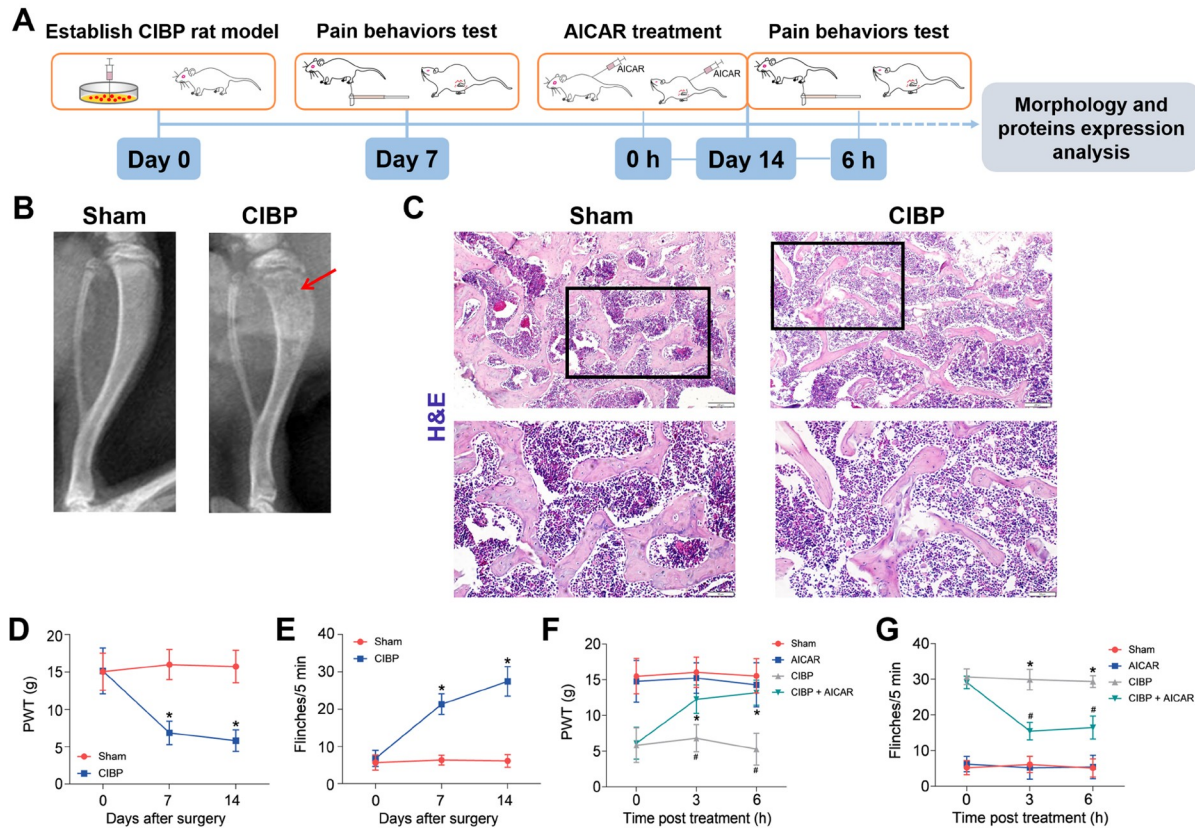 A
Establish CIBP rat model
Pain behaviors test
AICAR treatment
Pain behaviors test
AICAR
AICAR
Day 0
Day 7
0 h
Day 14
6 h
Morphology and
proteins expression
analysis
B
Sham
CIBP
C
Sham
CIBP
H&E
D
20
15
10
5
0
PWT (g)
Sham
CIBP
*
*
0
7
14
Days after surgery
E
40
30
20
10
0
Flinches/5 min
Sham
CIBP
*
*
0
7
14
Days after surgery
F
20
15
10
5
0
PWT (g)
Sham
AICAR
CIBP
CIBP + AICAR
*
*
#
#
0
3
6
Time post treatment (h)
G
40
30
20
10
0
Flinches/5 min
Sham
AICAR
CIBP
CIBP + AICAR
*
*
#
#
0
3
6
Time post treatment (h)